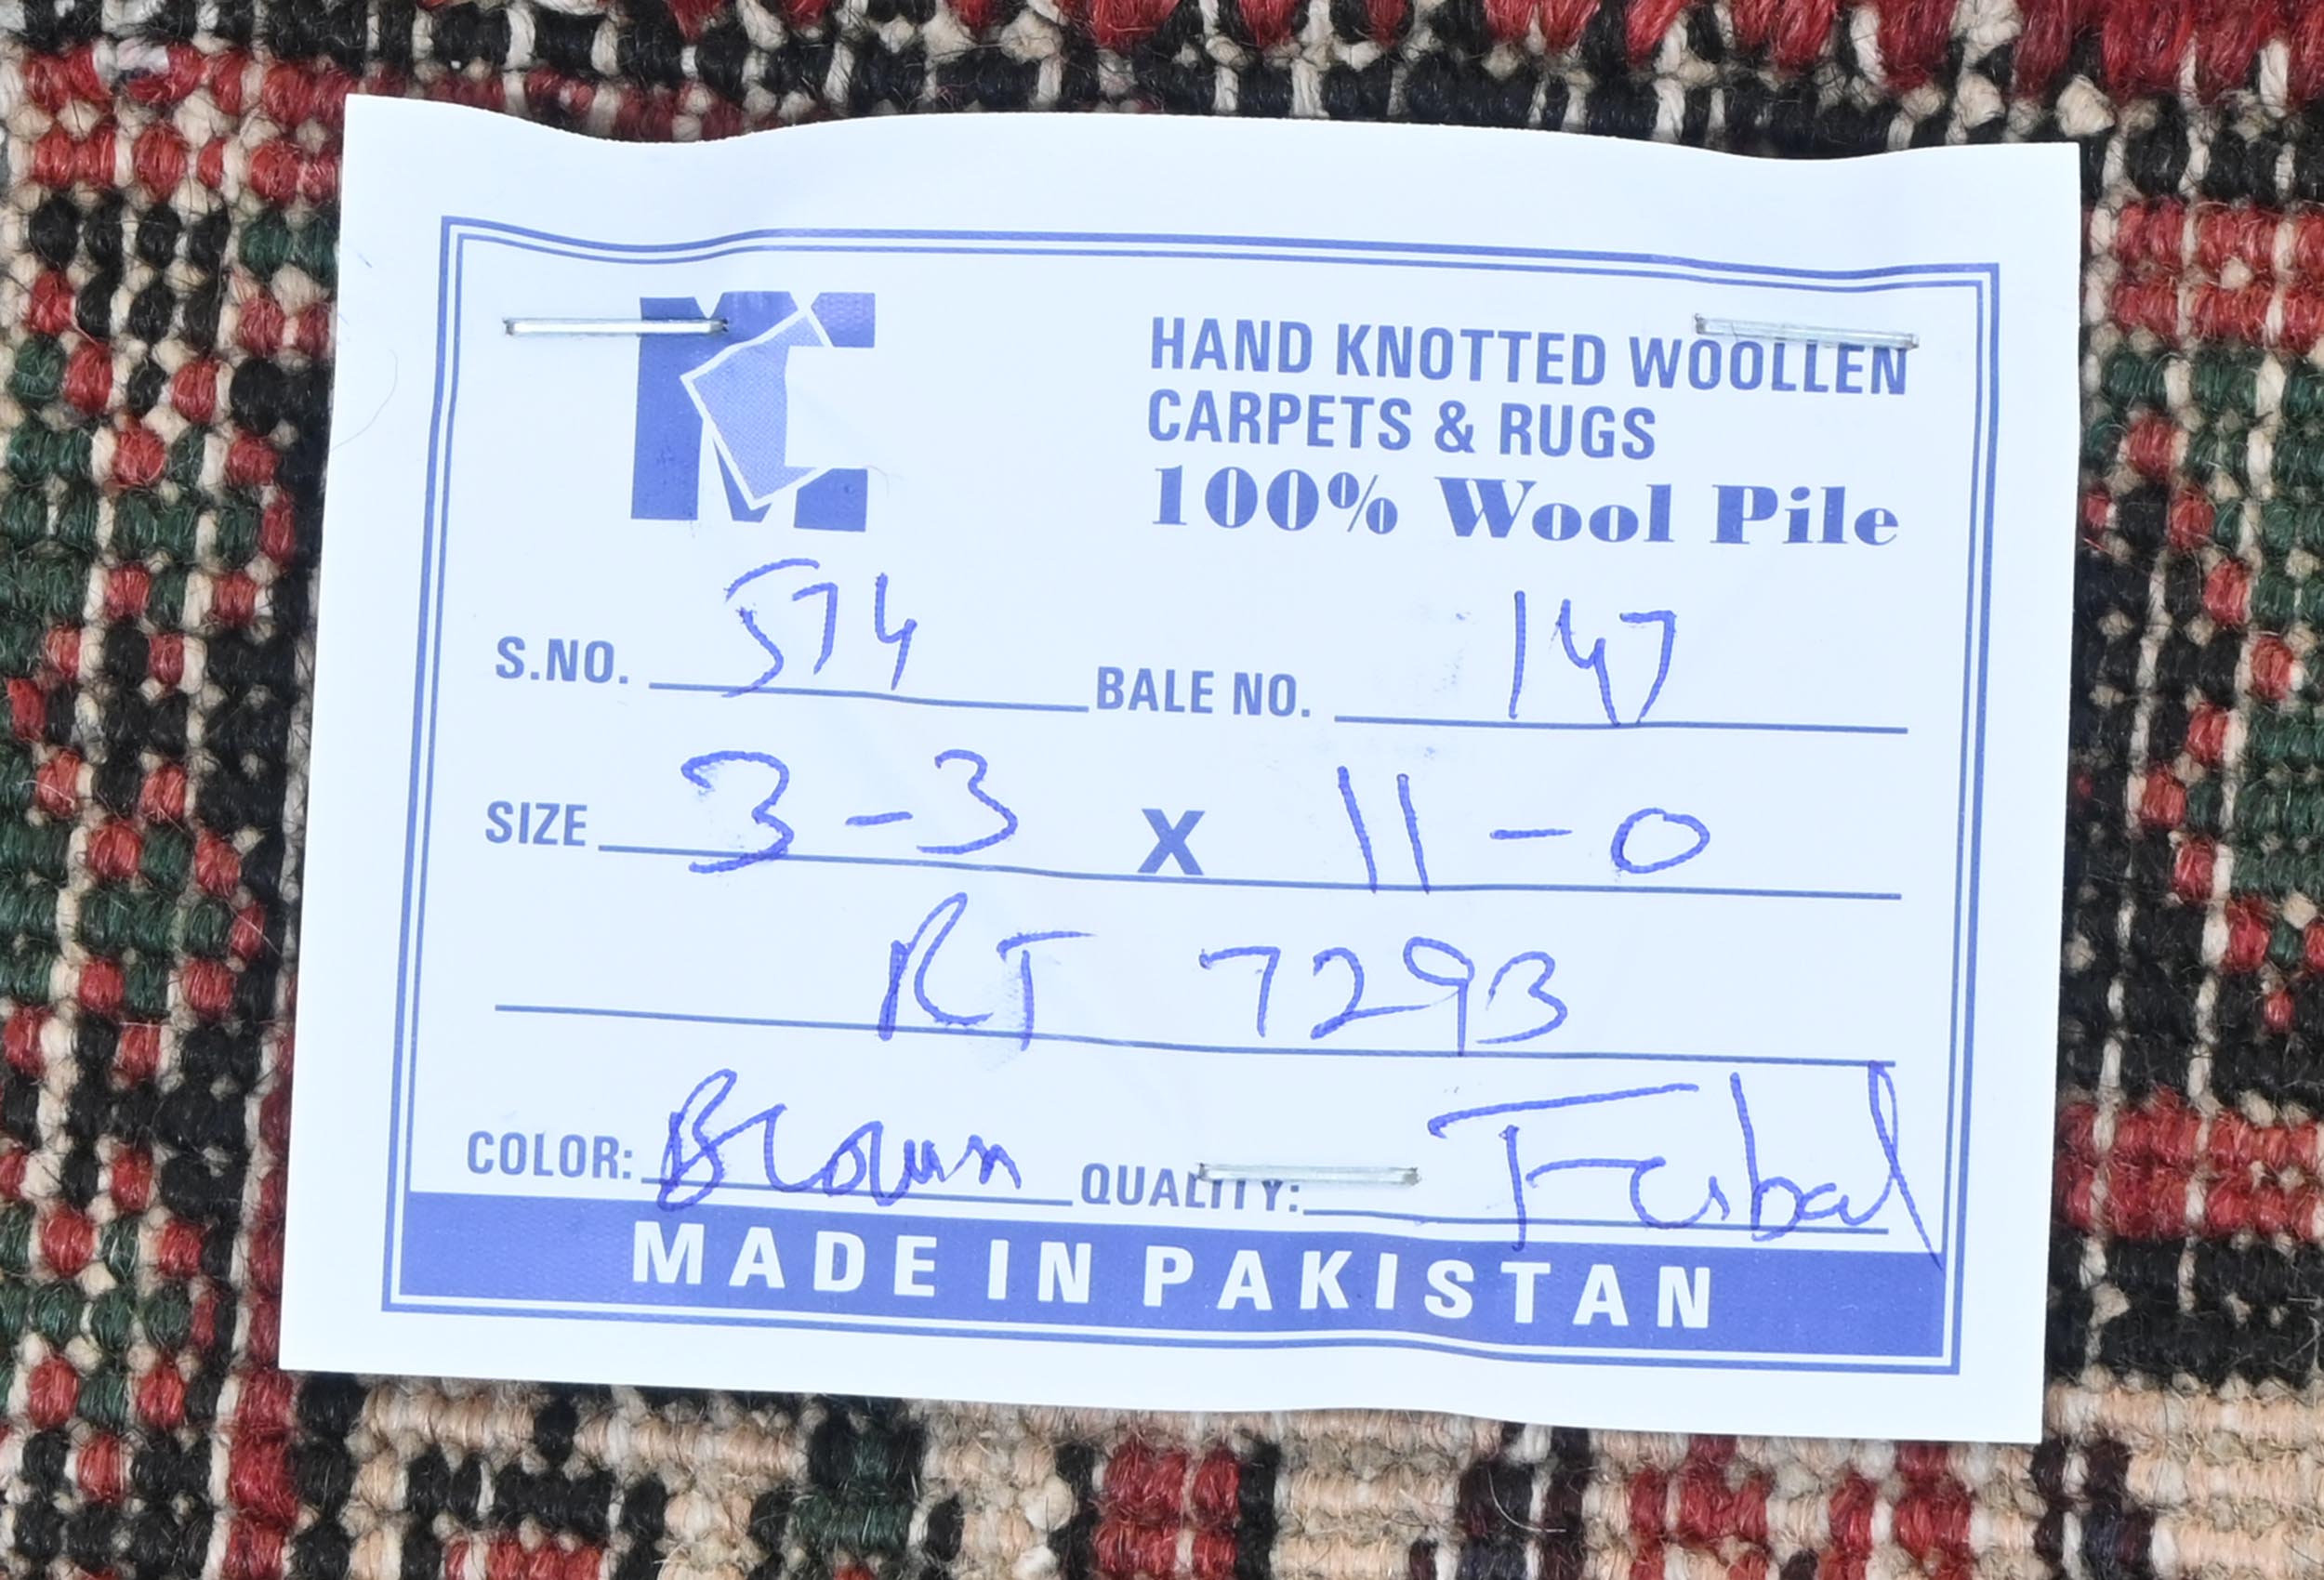 MC
HAND KNOTTED WOOLLEN
CARPETS & RUGS
100% Wool Pile
S.NO. 574 BALE NO. 147
SIZE 3-3 X 11-0
RT 7293
COLOR: Brown QUALITY:
MADE IN PAKISTAN